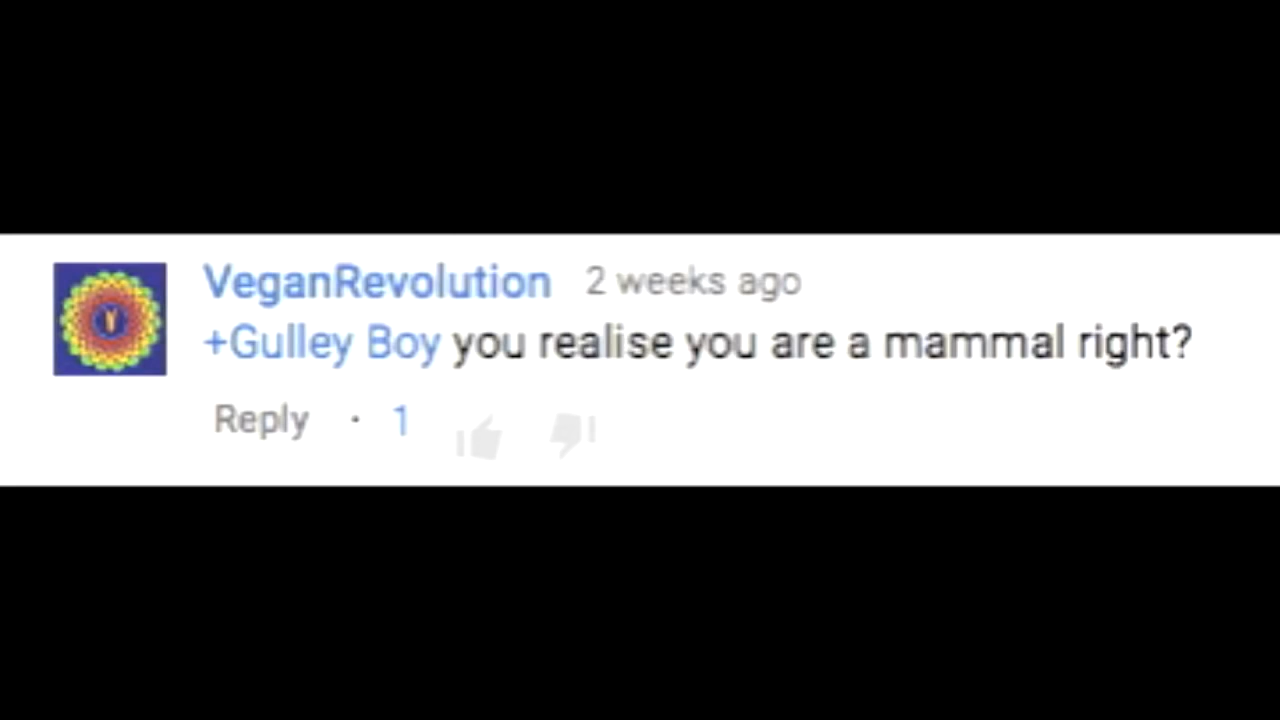 VeganRevolution 2 weeks ago
+Gulley Boy you realise you are a mammal right?
Reply · 1